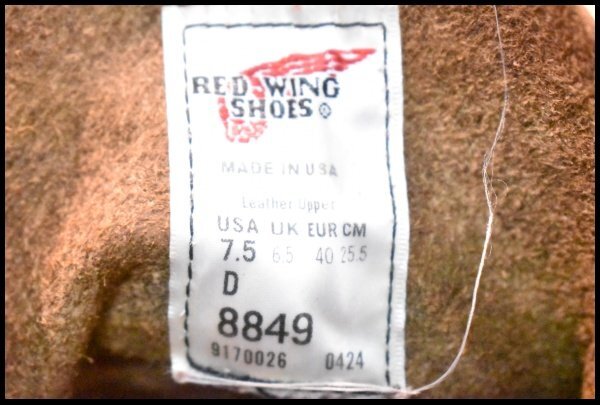 RED WING
SHOES ®
MADE IN USA
Leather Upper
USA UK EUR CM
7.5 6.5 40 25.5
D
8849
9170026 0424